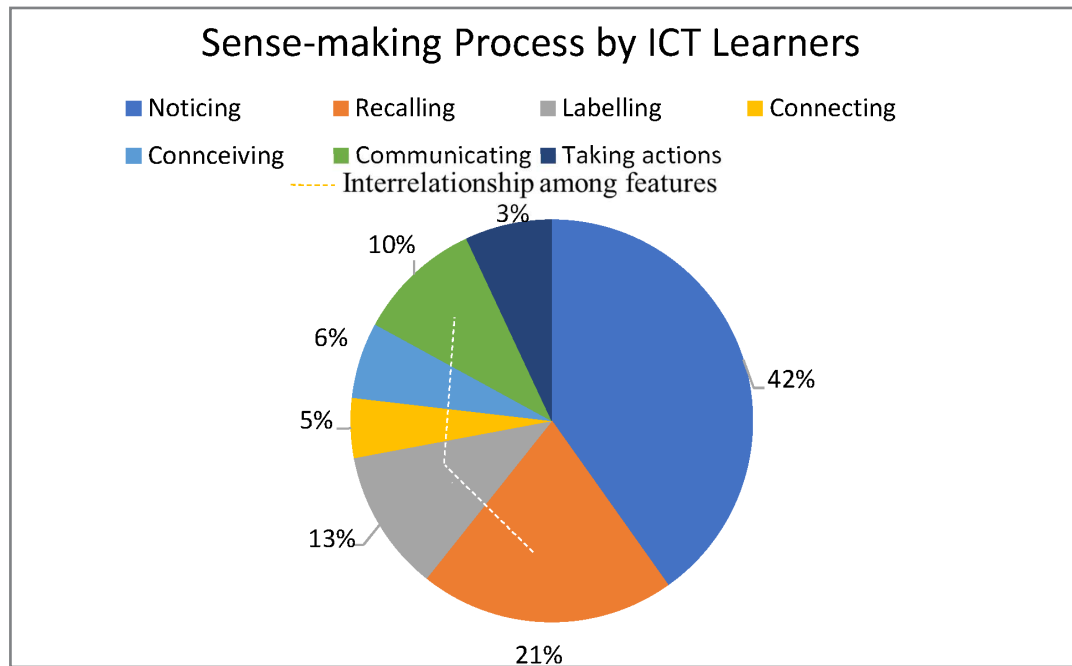 Sense-making Process by ICT Learners
Noticing Recalling Labelling Connecting
Connceiving Communicating Taking actions
Interrelationship among features
3%
10%
6%
42%
5%
13%
21%